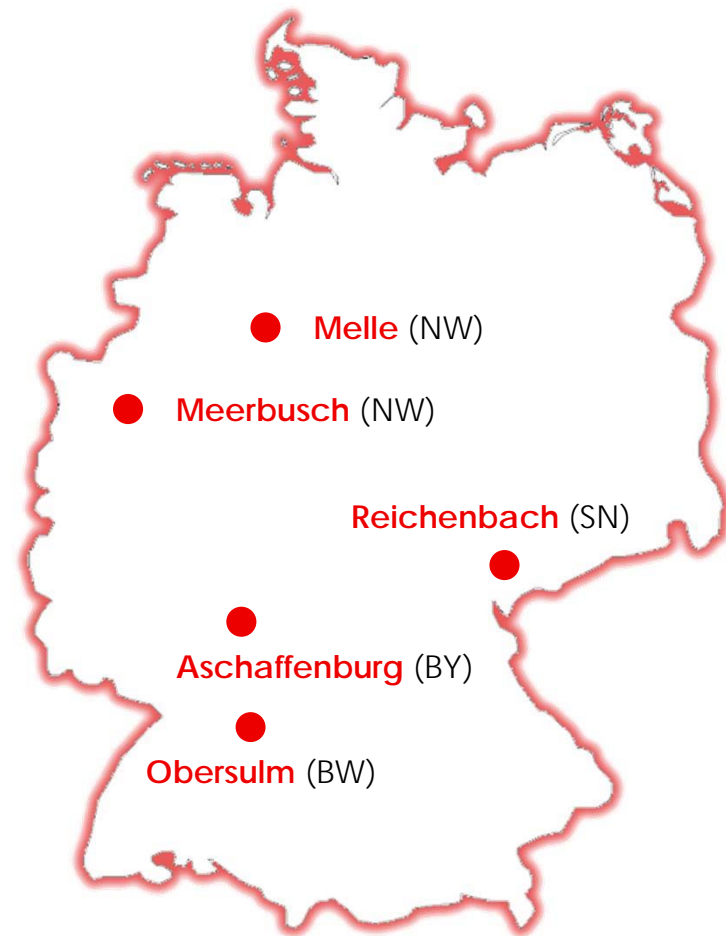 Melle (NW)
Meerbusch (NW)
Reichenbach (SN)
Aschaffenburg (BY)
Obersulm (BW)